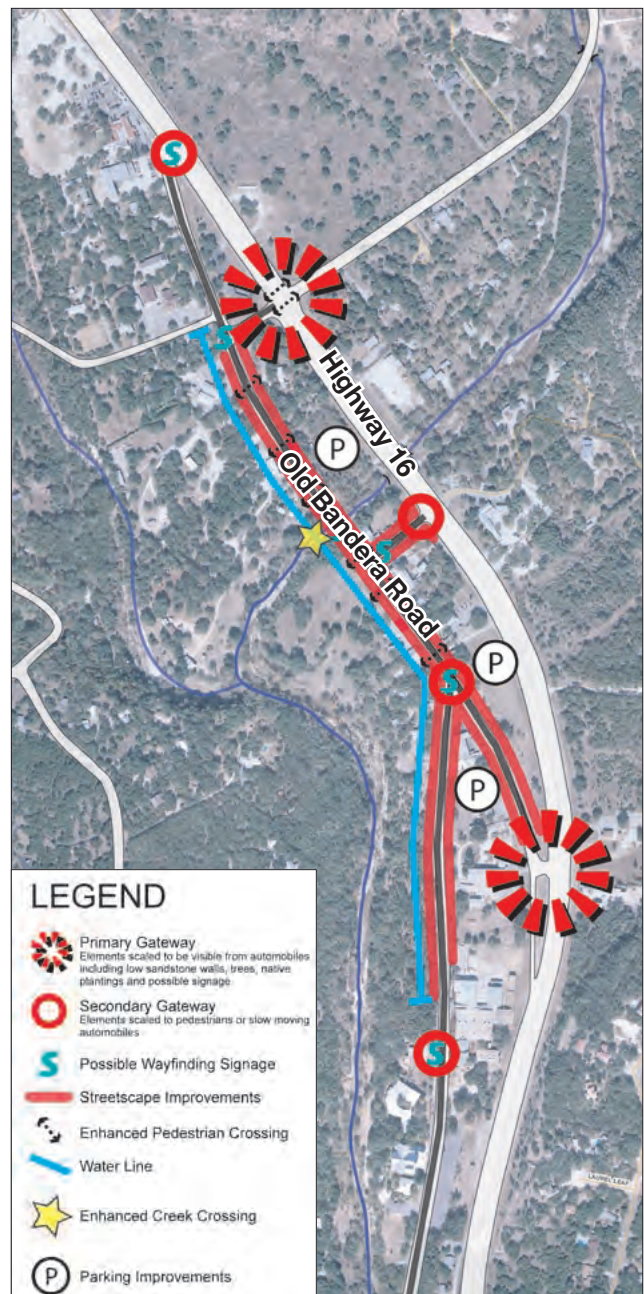 S
Highway 16
P
Old Bandera Road
S
S
P
S
P
S
LAUREL LEAF
LEGEND
Primary Gateway
Elements scaled to be visible from automobiles
including low sandstone walls, trees, native
plantings and possible signage
Secondary Gateway
Elements scaled to pedestrians or slow moving
automobiles
S Possible Wayfinding Signage
Streetscape Improvements
Enhanced Pedestrian Crossing
Water Line
Enhanced Creek Crossing
P Parking Improvements